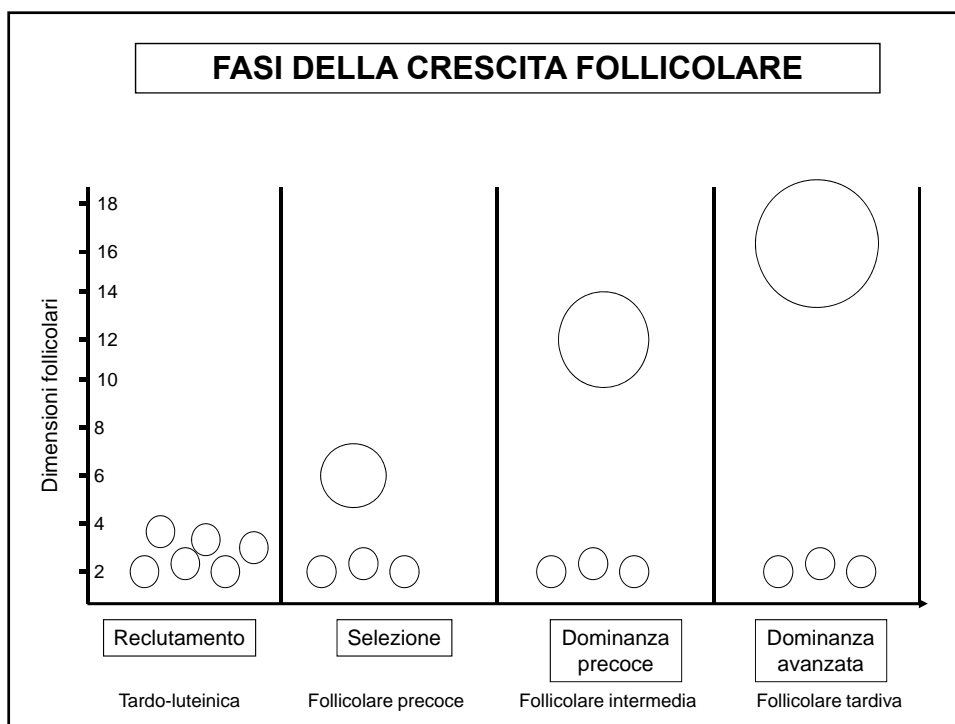 FASI DELLA CRESCITA FOLLICOLARE
Dimensioni follicolari
18
16
14
12
10
8
6
4
2
Reclutamento
Selezione
Dominanza
precoce
Dominanza
avanzata
Tardo-luteinica
Follicolare precoce
Follicolare intermedia
Follicolare tardiva